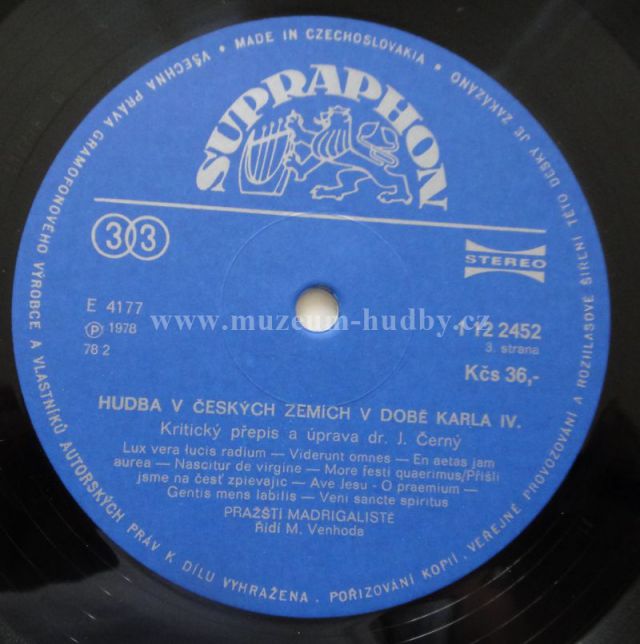 VŠECHNA PRÁVA GRAMOFONOVÉHO VÝROBCE A VLASTNÍKŮ AUTORSKÝCH PRÁV K DÍLU VYHRAŽENA. POŘIZOVÁNÍ KOPIÍ, VEŘEJNÉ PROVOZOVÁNÍ A ROZHLASOVÉ ŠÍŘENÍ TÉTO DESKY JE ZAKÁZÁNO • MADE IN CZECHOSLOVAKIA •
SUPRAPHON
33
STEREO
E 4177
℗ 1978
78 2
www.muzeum-hudby.cz
1 12 2452
3. strana
Kčs 36,-
HUDBA V ČESKÝCH ZEMÍCH V DOBĚ KARLA IV.
Kritický přepis a úprava dr. J. Černý
Lux vera lucis radium — Viderunt omnes — En aetas jam
aurea — Nascitur de virgine — More festi quaerimus/Přišli
jsme na čest' zpievajic — Ave Jesu - O praemium —
Gentis mens labilis — Veni sancte spiritus
PRAŽŠTÍ MADRIGALISTÉ
Řídí M. Venhoda